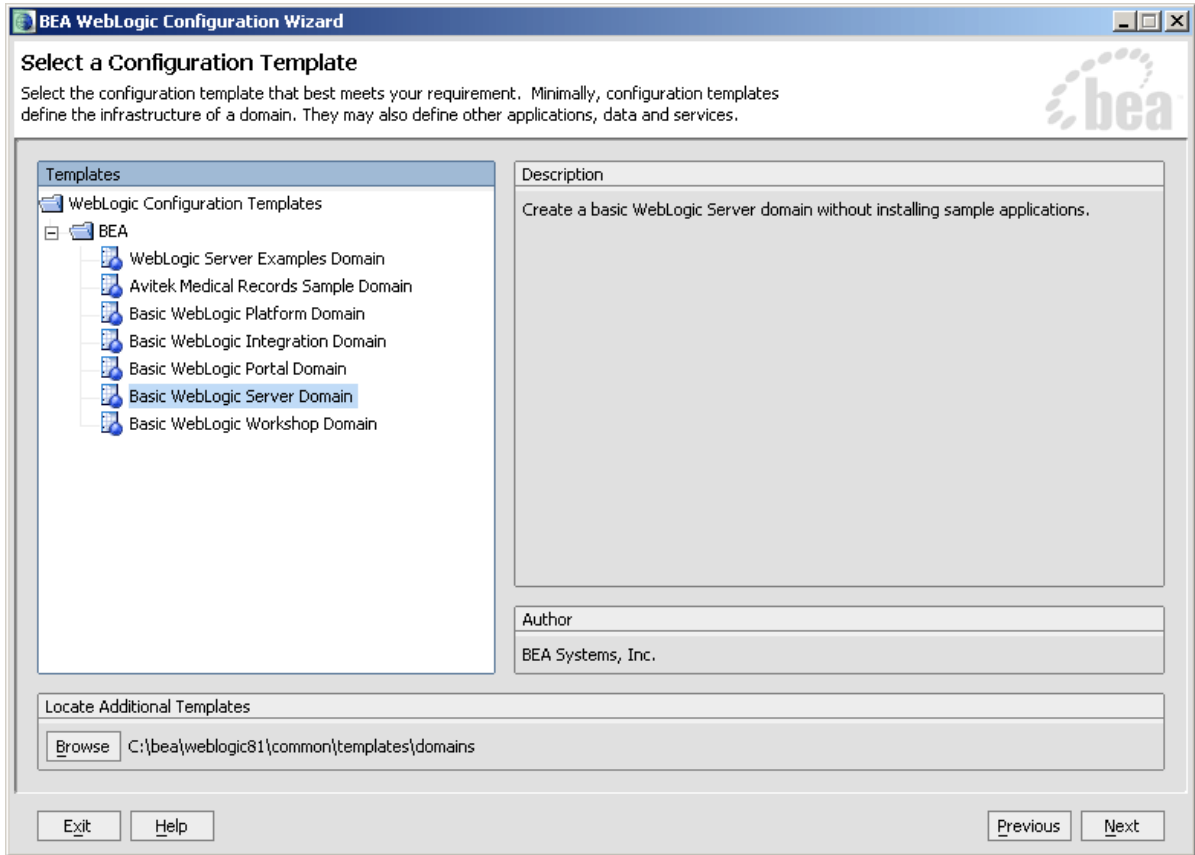 BEA WebLogic Configuration Wizard
Select a Configuration Template
Select the configuration template that best meets your requirement.  Minimally, configuration templates
define the infrastructure of a domain. They may also define other applications, data and services.
bea
Templates
WebLogic Configuration Templates
BEA
WebLogic Server Examples Domain
Avitek Medical Records Sample Domain
Basic WebLogic Platform Domain
Basic WebLogic Integration Domain
Basic WebLogic Portal Domain
Basic WebLogic Server Domain
Basic WebLogic Workshop Domain
Description
Create a basic WebLogic Server domain without installing sample applications.
Author
BEA Systems, Inc.
Locate Additional Templates
Browse C:\bea\weblogic81\common\templates\domains
Exit Help Previous Next